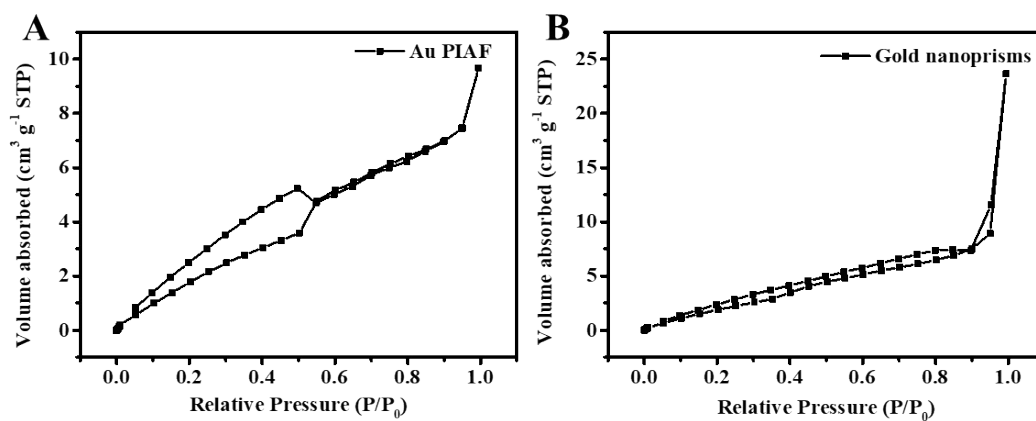 A
Au PIAF
Volume absorbed (cm³ g⁻¹ STP)
10
8
6
4
2
0
0.0 0.2 0.4 0.6 0.8 1.0
Relative Pressure (P/P₀)
B
Gold nanoprisms
Volume absorbed (cm³ g⁻¹ STP)
25
20
15
10
5
0
0.0 0.2 0.4 0.6 0.8 1.0
Relative Pressure (P/P₀)